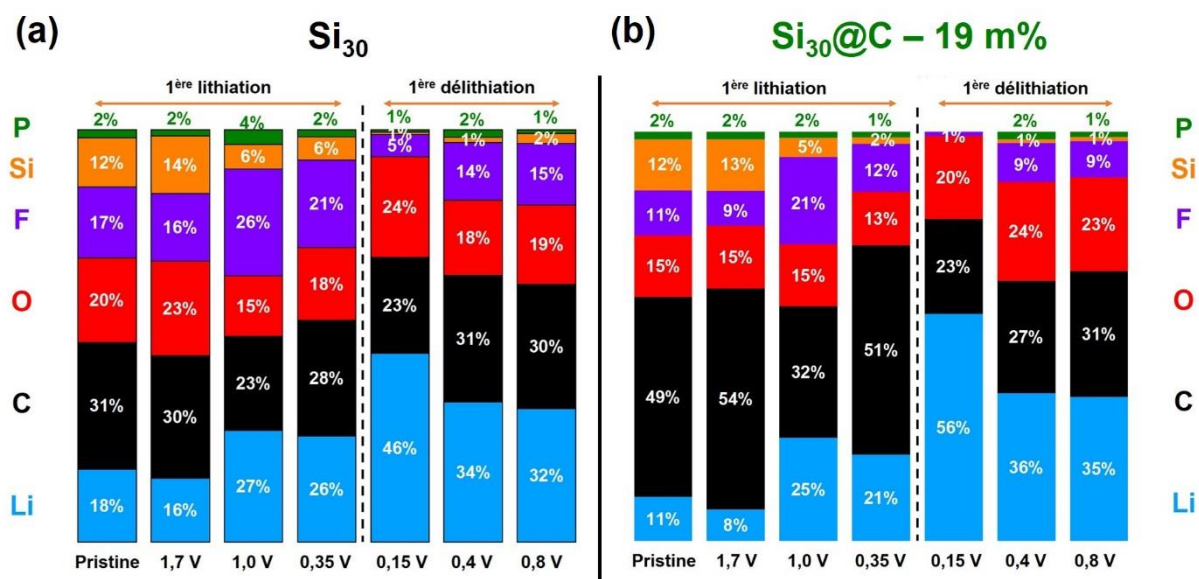 (a) Si₃₀
1ère lithiation 1ère délithiation
P 2% 2% 4% 2% 1% 2% 1%
Si 12% 14% 6% 6% 1% 1% 2%
F 17% 16% 26% 21% 5% 14% 15%
O 20% 23% 15% 18% 24% 18% 19%
C 31% 30% 23% 28% 23% 31% 30%
Li 18% 16% 27% 26% 46% 34% 32%
Pristine 1,7 V 1,0 V 0,35 V 0,15 V 0,4 V 0,8 V
(b) Si₃₀@C – 19 m%
1ère lithiation 1ère délithiation
2% 2% 2% 1% 2% 1% P
12% 13% 5% 2% 1% 1% Si
11% 9% 21% 12% 1% 9% 9% F
15% 15% 15% 13% 20% 24% 23% O
49% 54% 32% 51% 23% 27% 31% C
11% 8% 25% 21% 56% 36% 35% Li
Pristine 1,7 V 1,0 V 0,35 V 0,15 V 0,4 V 0,8 V